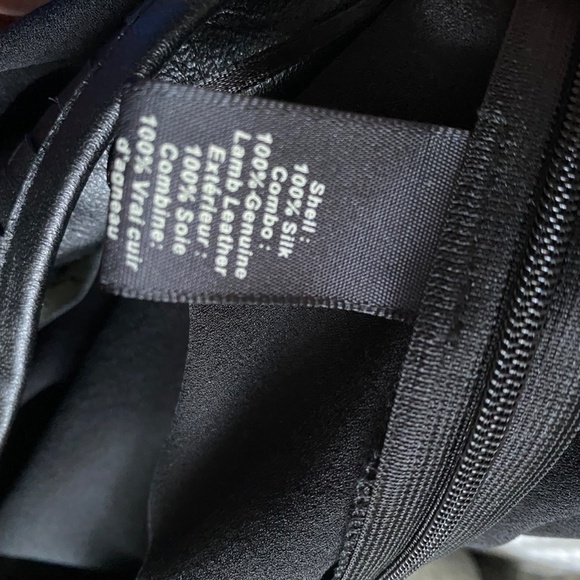 Shell:
100% Silk
Combo:
100% Genuine
Lamb Leather
Extérieur:
100% Soie
Combine:
100% Vrai cuir
d'agneau